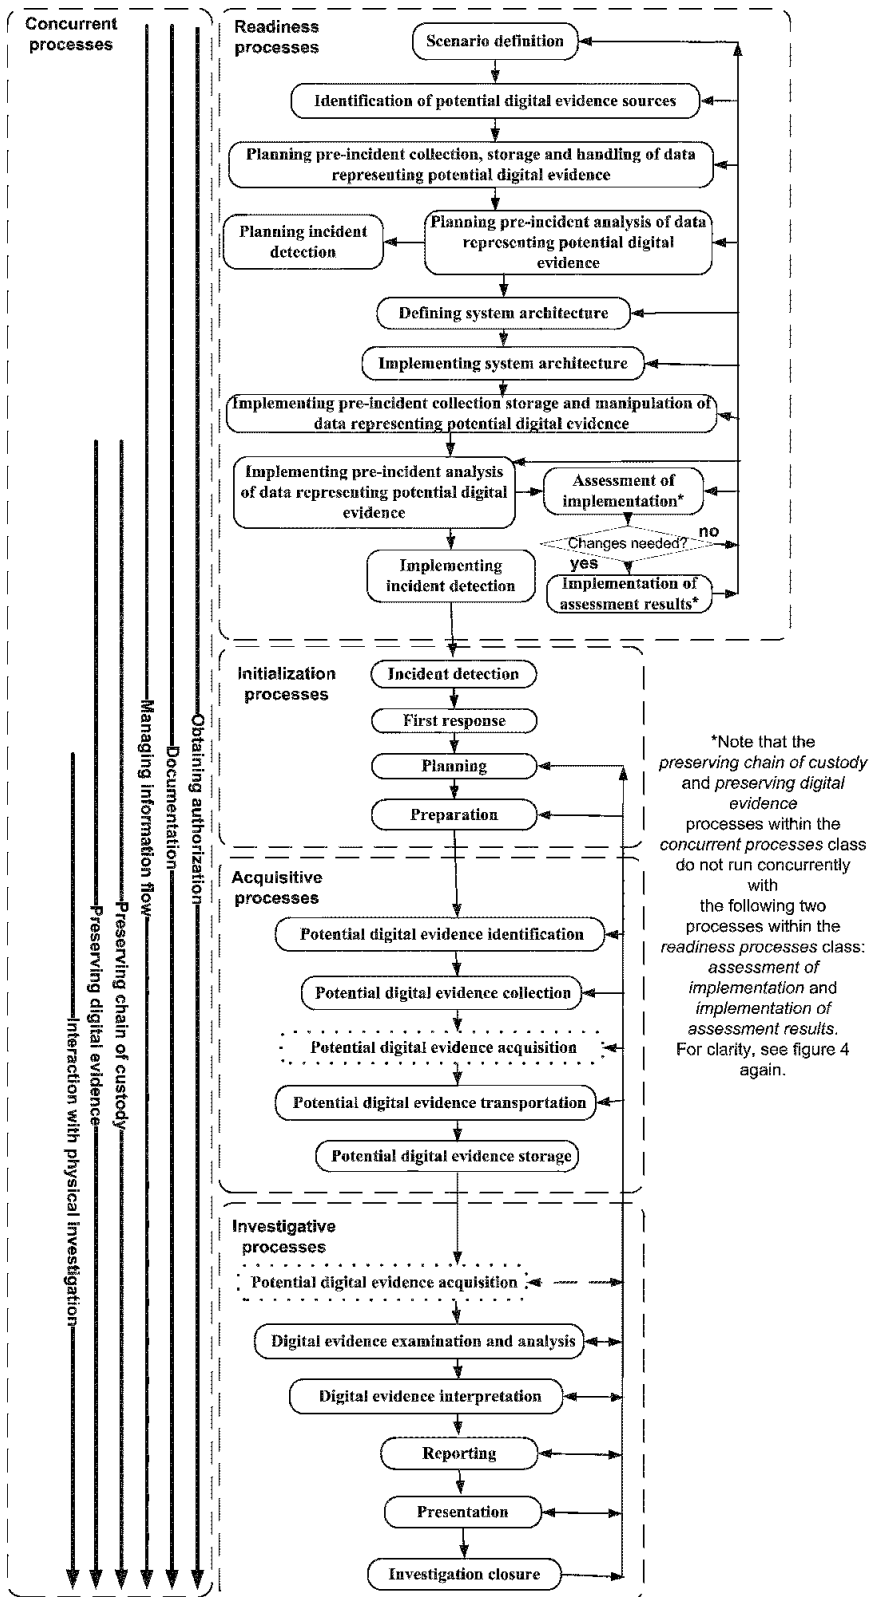 Concurrent
processes
Managing information flow
Documentation
Obtaining authorization
Preserving digital evidence
Preserving chain of custody
Interaction with physical investigation
Readiness
processes
Scenario definition
Identification of potential digital evidence sources
Planning pre-incident collection, storage and handling of data
representing potential digital evidence
Planning incident
detection
Planning pre-incident analysis of data
representing potential digital
evidence
Defining system architecture
Implementing system architecture
Implementing pre-incident collection storage and manipulation of
data representing potential digital evidence
Implementing pre-incident analysis
of data representing potential digital
evidence
Assessment of
implementation*
Changes needed?
no
yes
Implementing
incident detection
Implementation of
assessment results*
Initialization
processes
Incident detection
First response
Planning
Preparation
Acquisitive
processes
Potential digital evidence identification
Potential digital evidence collection
Potential digital evidence acquisition
Potential digital evidence transportation
Potential digital evidence storage
Investigative
processes
Potential digital evidence acquisition
Digital evidence examination and analysis
Digital evidence interpretation
Reporting
Presentation
Investigation closure
*Note that the
preserving chain of custody
and preserving digital
evidence
processes within the
concurrent processes class
do not run concurrently
with
the following two
processes within the
readiness processes class:
assessment of
implementation and
implementation of
assessment results.
For clarity, see figure 4
again.